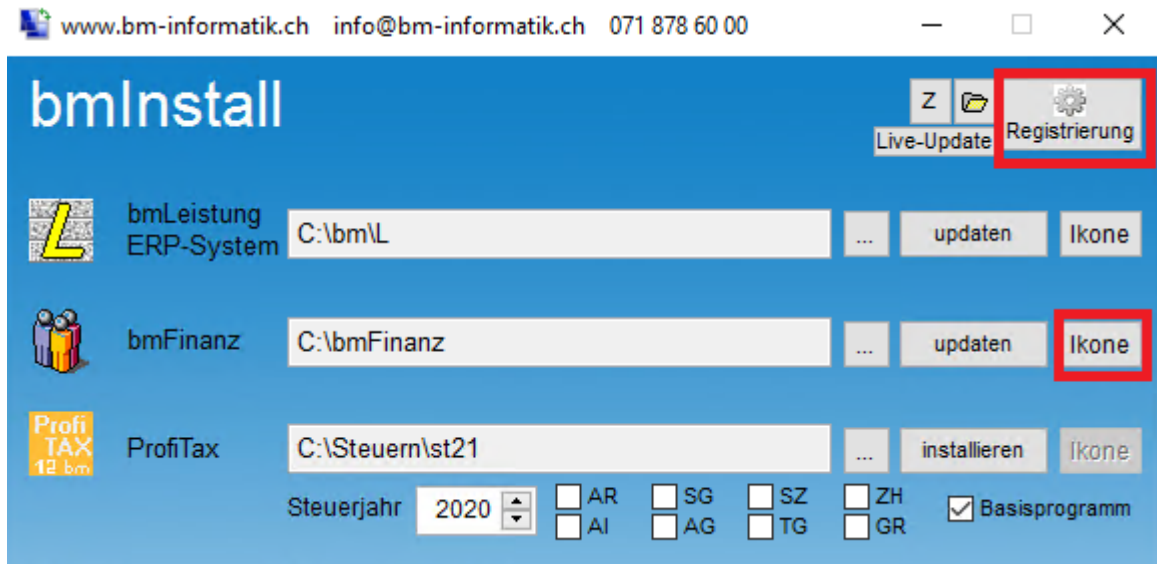 www.bm-informatik.ch info@bm-informatik.ch 071 878 60 00
bmInstall
Z
Live-Update
Registrierung
bmLeistung
ERP-System
C:\bm\L
...
updaten
Ikone
bmFinanz
C:\bmFinanz
...
updaten
Ikone
Profi
TAX
12 bm
ProfiTax
C:\Steuern\st21
...
installieren
Ikone
Steuerjahr 2020 AR SG SZ ZH
AI AG TG GR
Basisprogramm